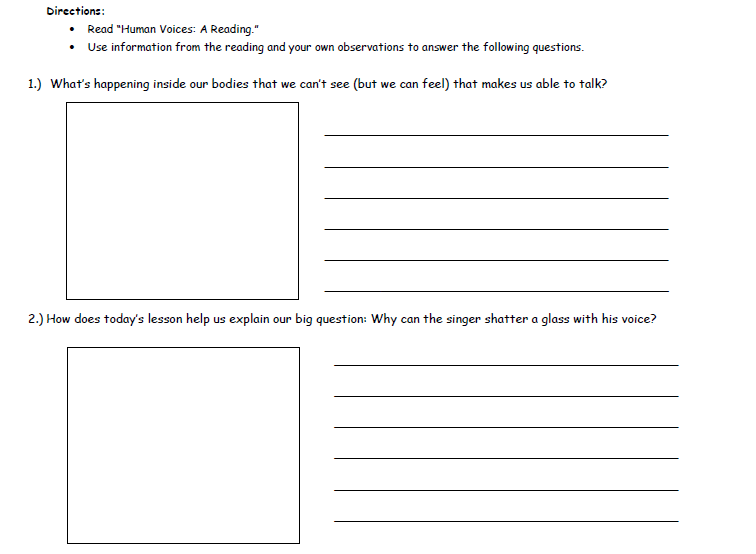 Directions:
• Read "Human Voices: A Reading."
• Use information from the reading and your own observations to answer the following questions.
1.) What's happening inside our bodies that we can't see (but we can feel) that makes us able to talk?
2.) How does today's lesson help us explain our big question: Why can the singer shatter a glass with his voice?